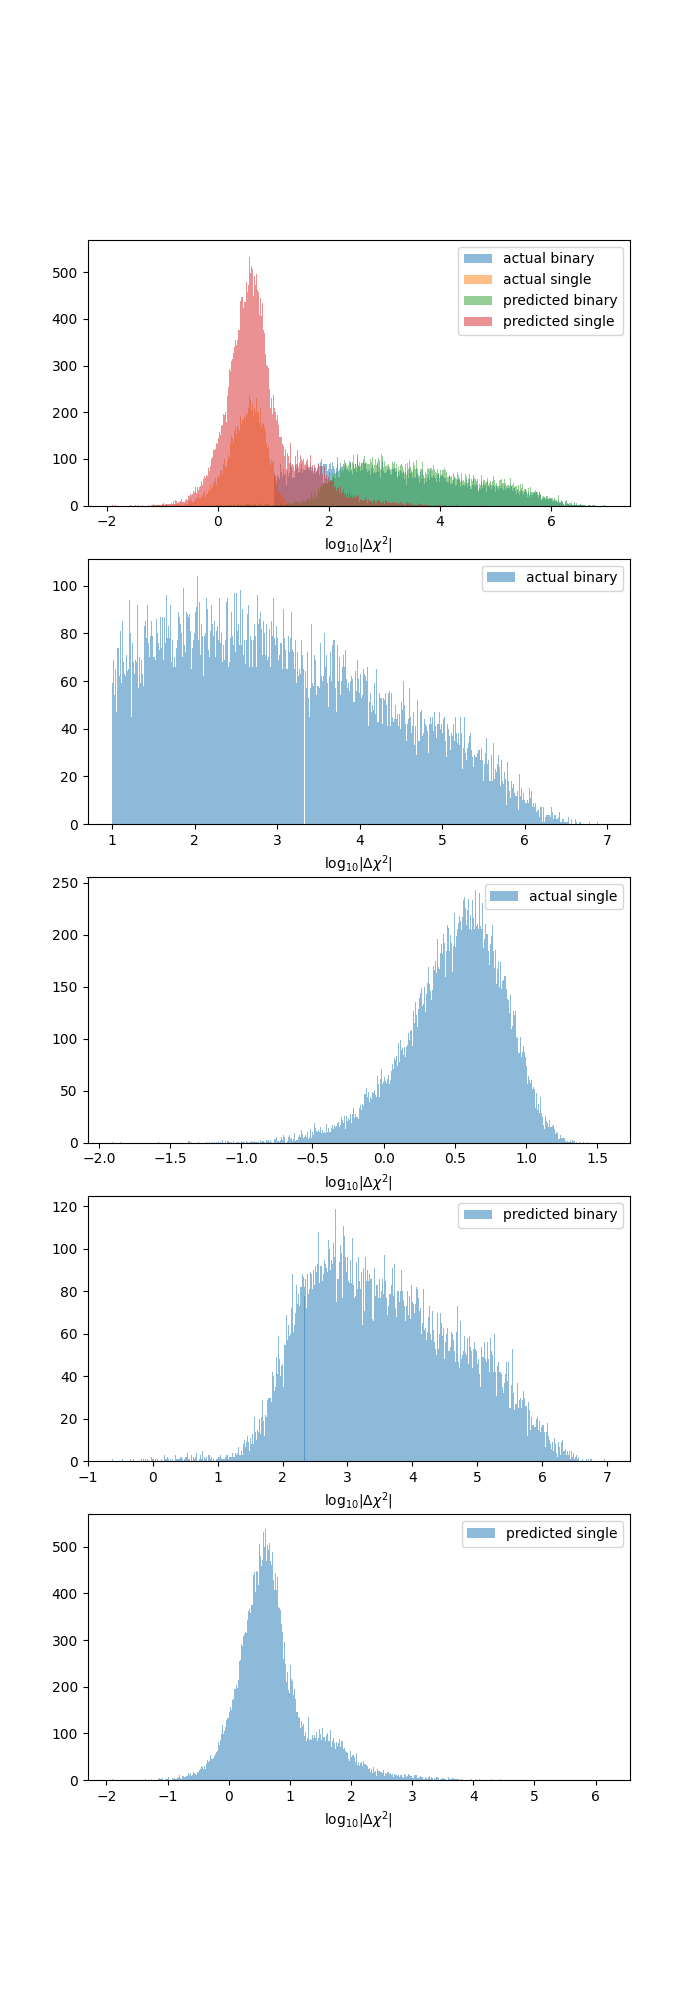 500
400
300
200
100
0
actual binary
actual single
predicted binary
predicted single
−2 0 2 4 6
log10|Δχ2|
100
80
60
40
20
0
actual binary
1 2 3 4 5 6 7
log10|Δχ2|
250
200
150
100
50
0
actual single
−2.0 −1.5 −1.0 −0.5 0.0 0.5 1.0 1.5
log10|Δχ2|
120
100
80
60
40
20
0
predicted binary
−1 0 1 2 3 4 5 6 7
log10|Δχ2|
500
400
300
200
100
0
predicted single
−2 −1 0 1 2 3 4 5 6
log10|Δχ2|